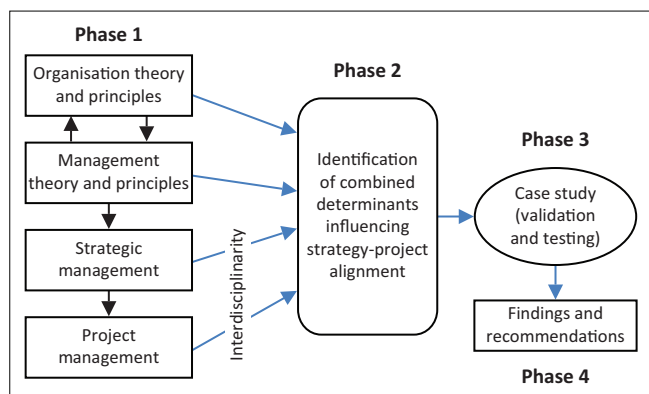 Phase 1
Organisation theory
and principles
Management
theory and principles
Strategic
management
Project
management
Interdisciplinarity
Phase 2
Identification
of combined
determinants
influencing
strategy-project
alignment
Phase 3
Case study
(validation
and testing)
Findings and
recommendations
Phase 4